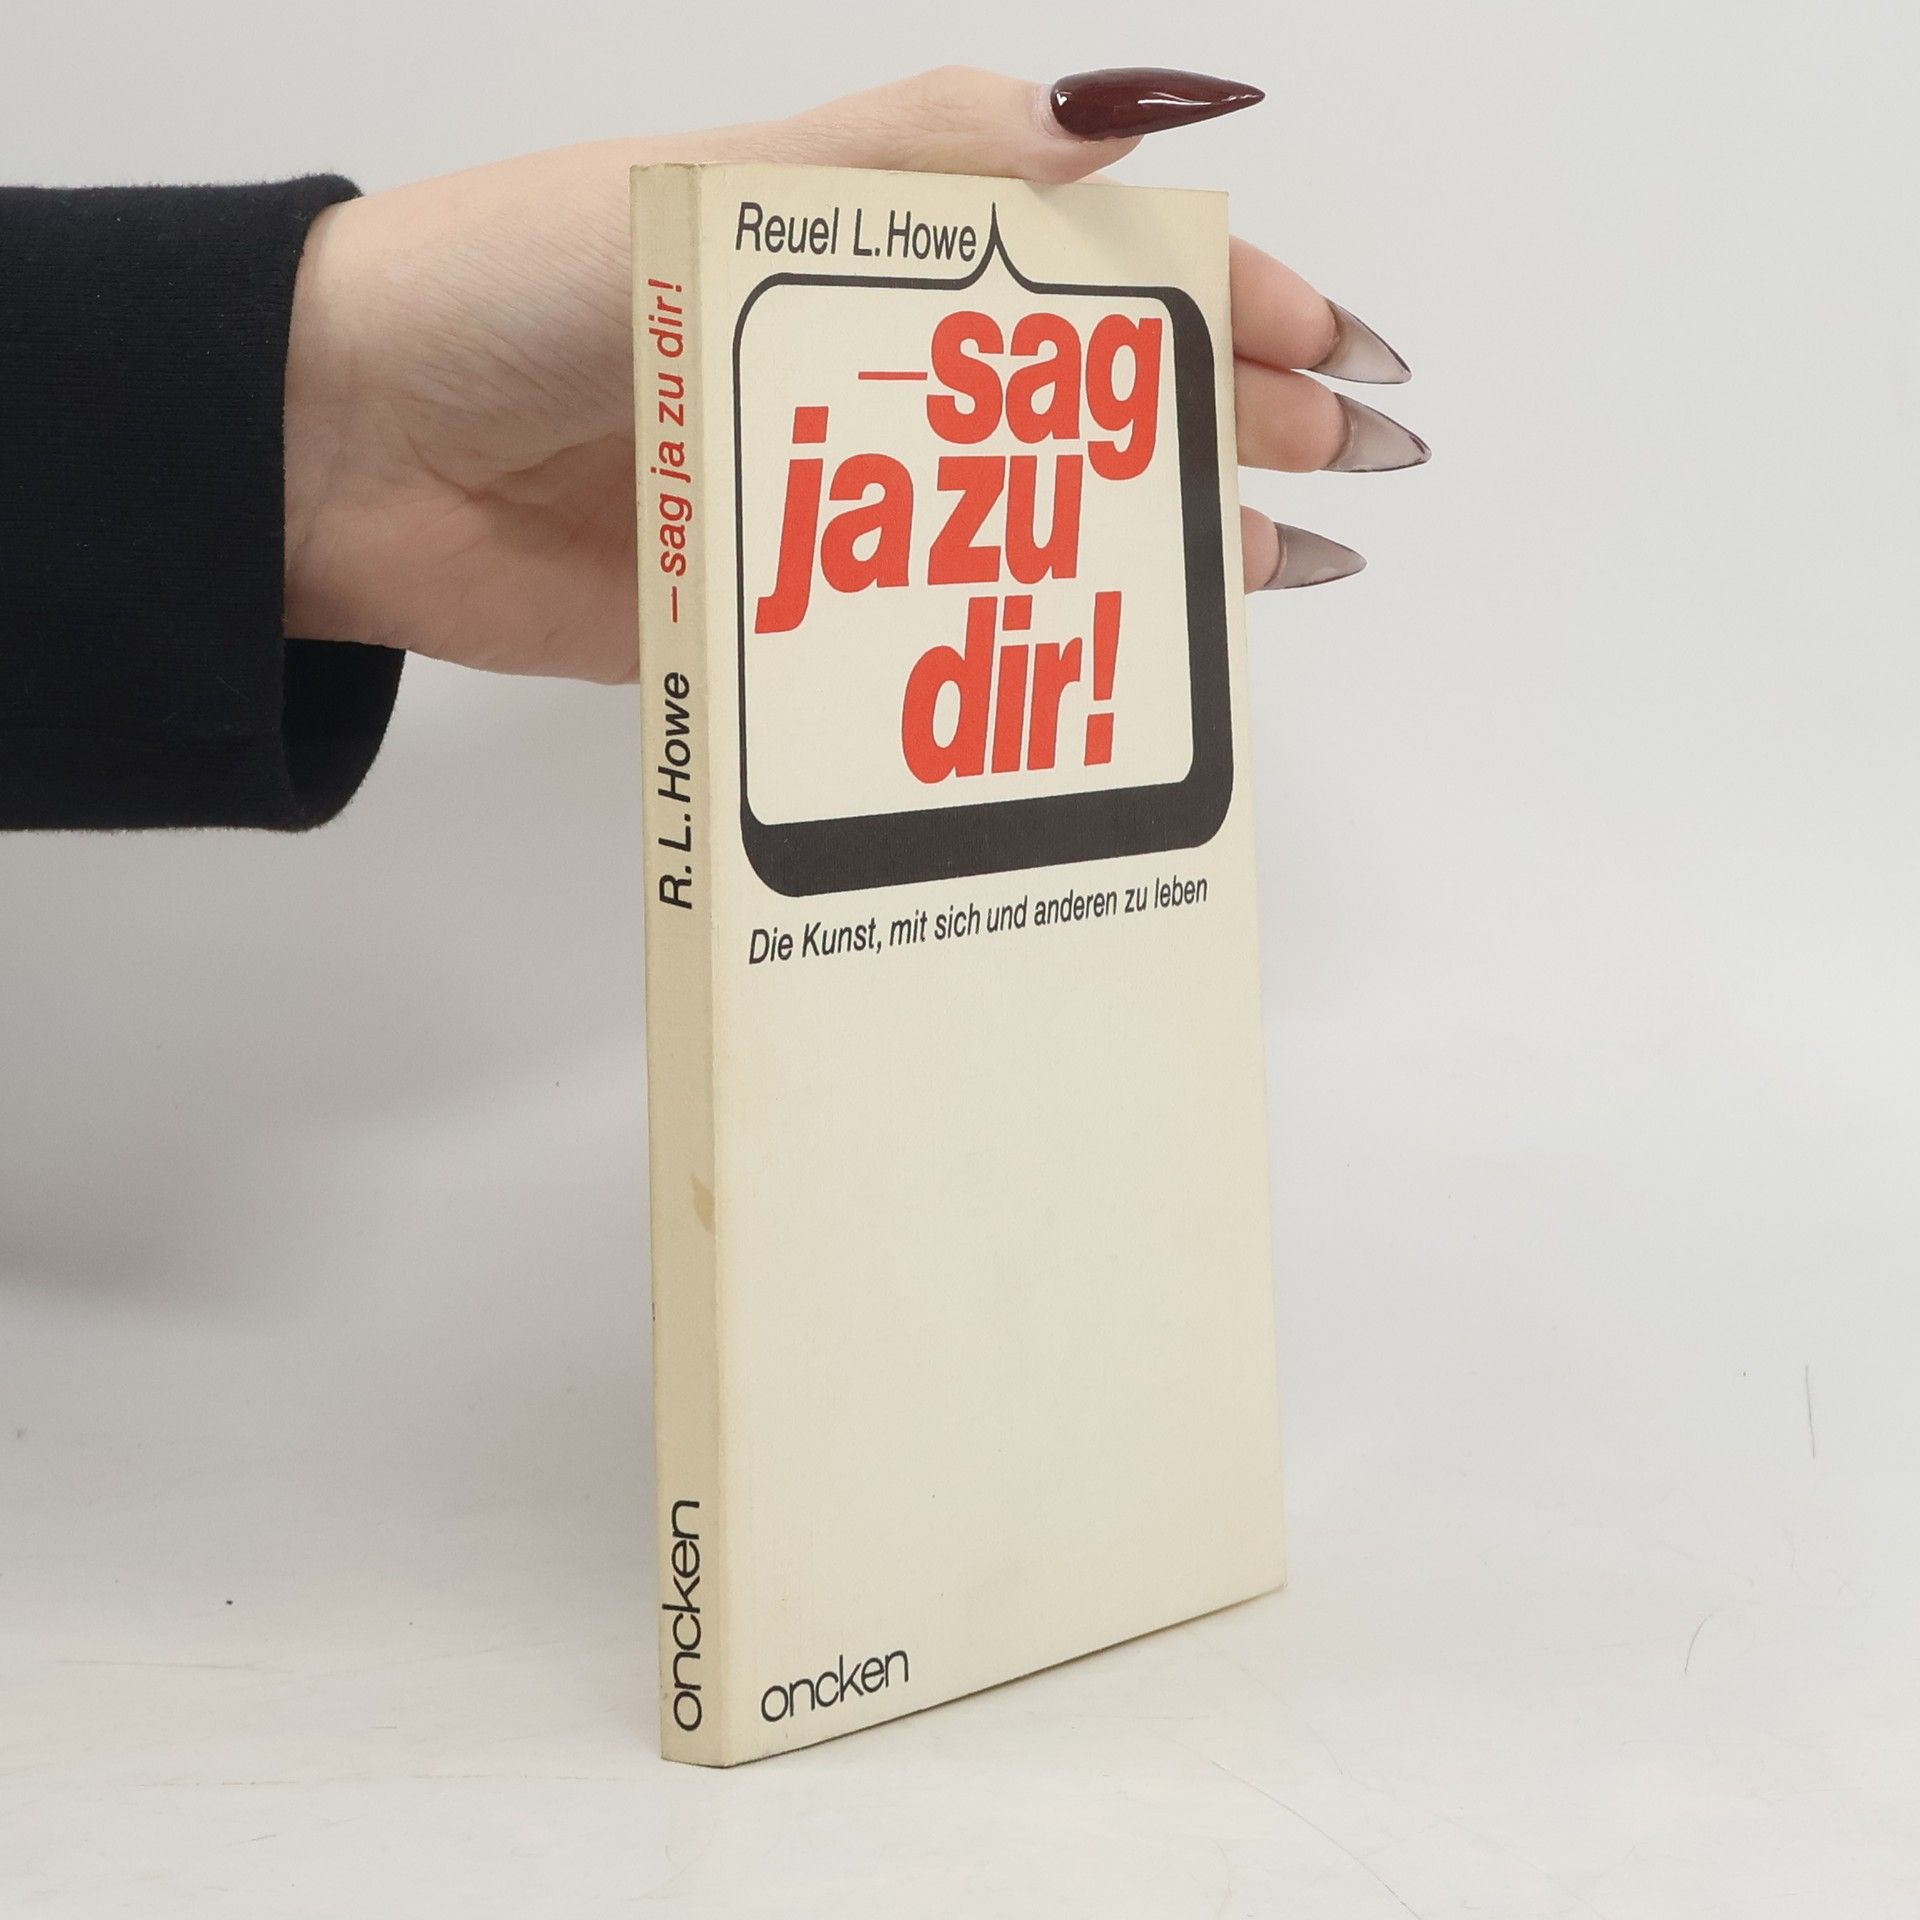 Reuel L. Howe
–sag
ja zu
dir!
Die Kunst, mit sich und anderen zu leben
oncken
R. L. Howe – sag ja zu dir!
oncken